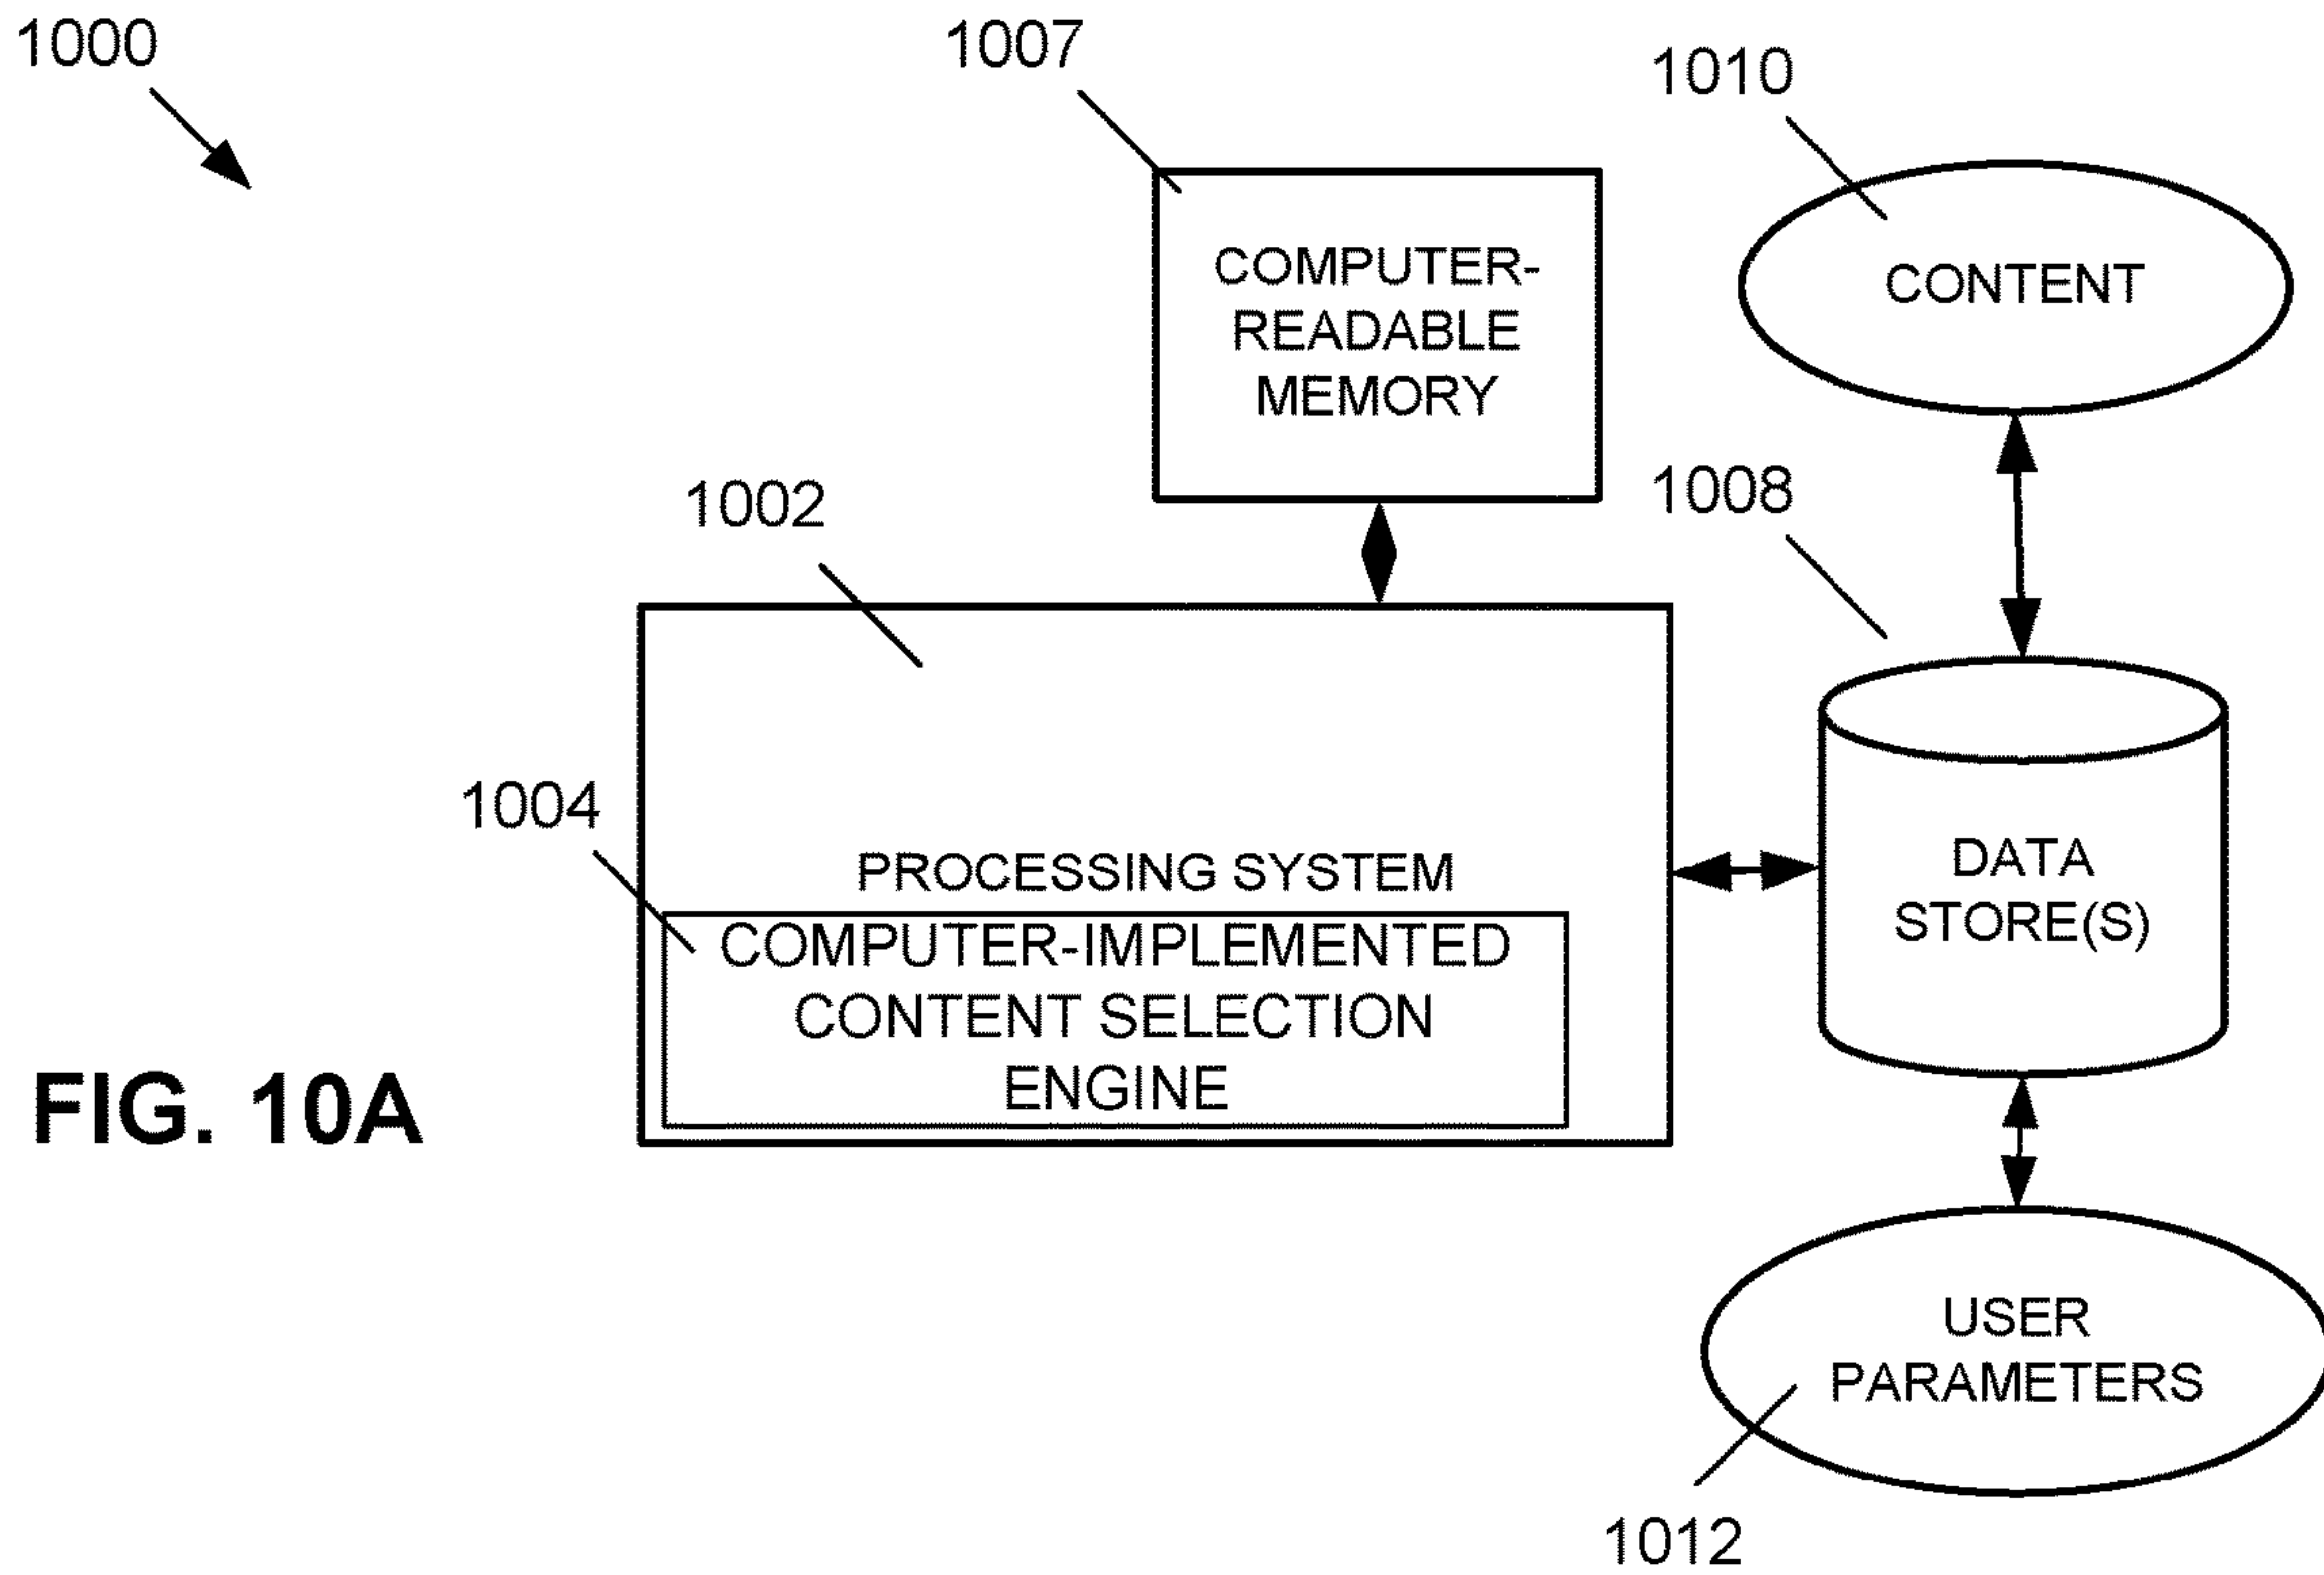 1000
1007
1010
COMPUTER-
READABLE
MEMORY
CONTENT
1002
1008
1004
PROCESSING SYSTEM
COMPUTER-IMPLEMENTED
CONTENT SELECTION
ENGINE
DATA
STORE(S)
FIG. 10A
USER
PARAMETERS
1012